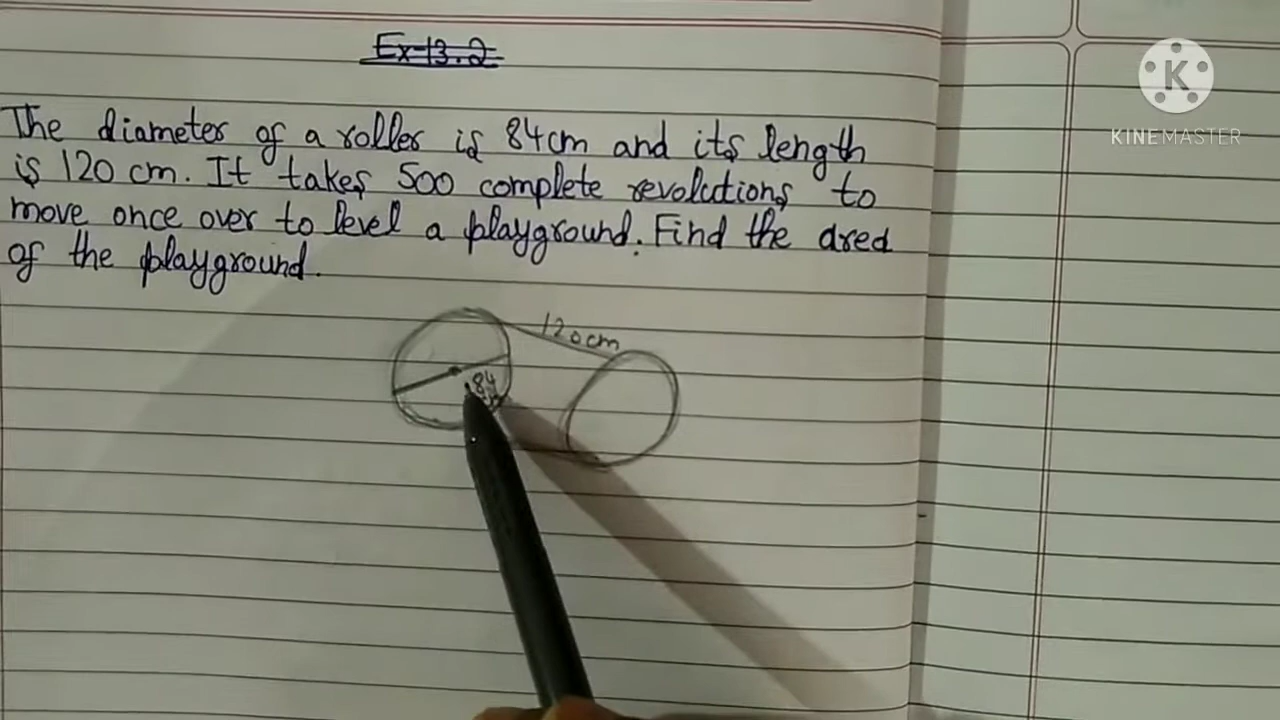 Ex-13.2
The diameter of a roller is 84cm and its length
is 120 cm. It takes 500 complete revolutions to
move once over to level a playground. Find the area
of the playground.
120cm
84
K
KINEMASTER